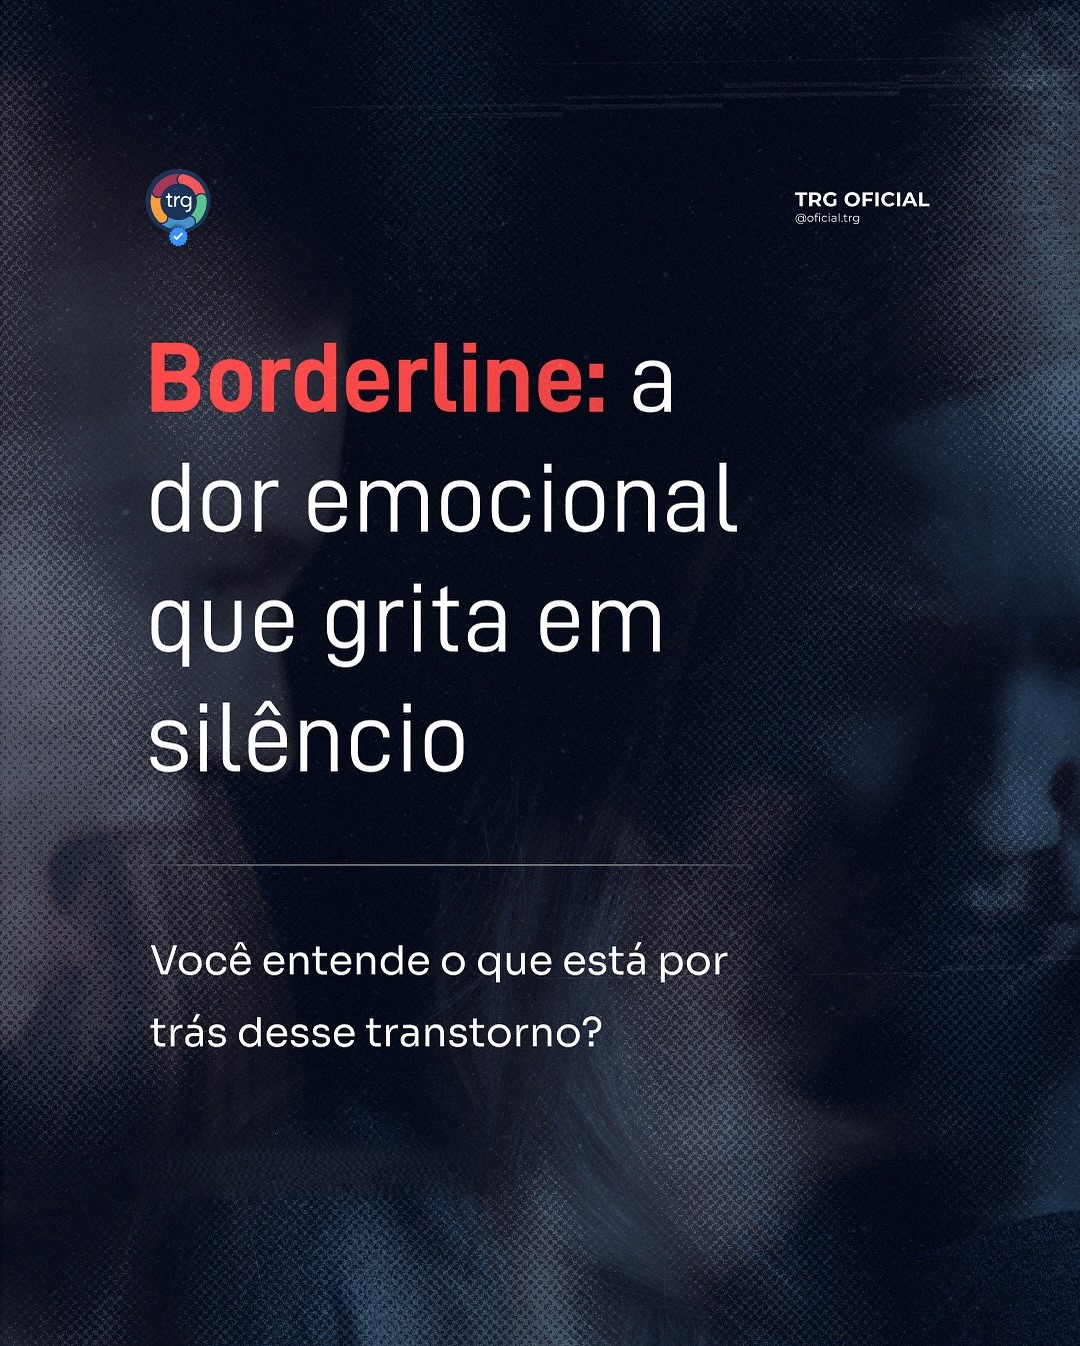 trg
TRG OFICIAL
@oficial.trg
Borderline: a
dor emocional
que grita em
silêncio
Você entende o que está por
trás desse transtorno?